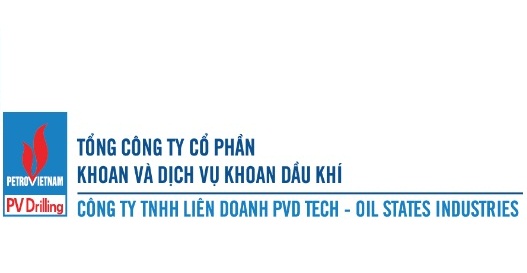 PETROVIETNAM
PV Drilling
TỔNG CÔNG TY CỔ PHẦN
KHOAN VÀ DỊCH VỤ KHOAN DẦU KHÍ
CÔNG TY TNHH LIÊN DOANH PVD TECH - OIL STATES INDUSTRIES